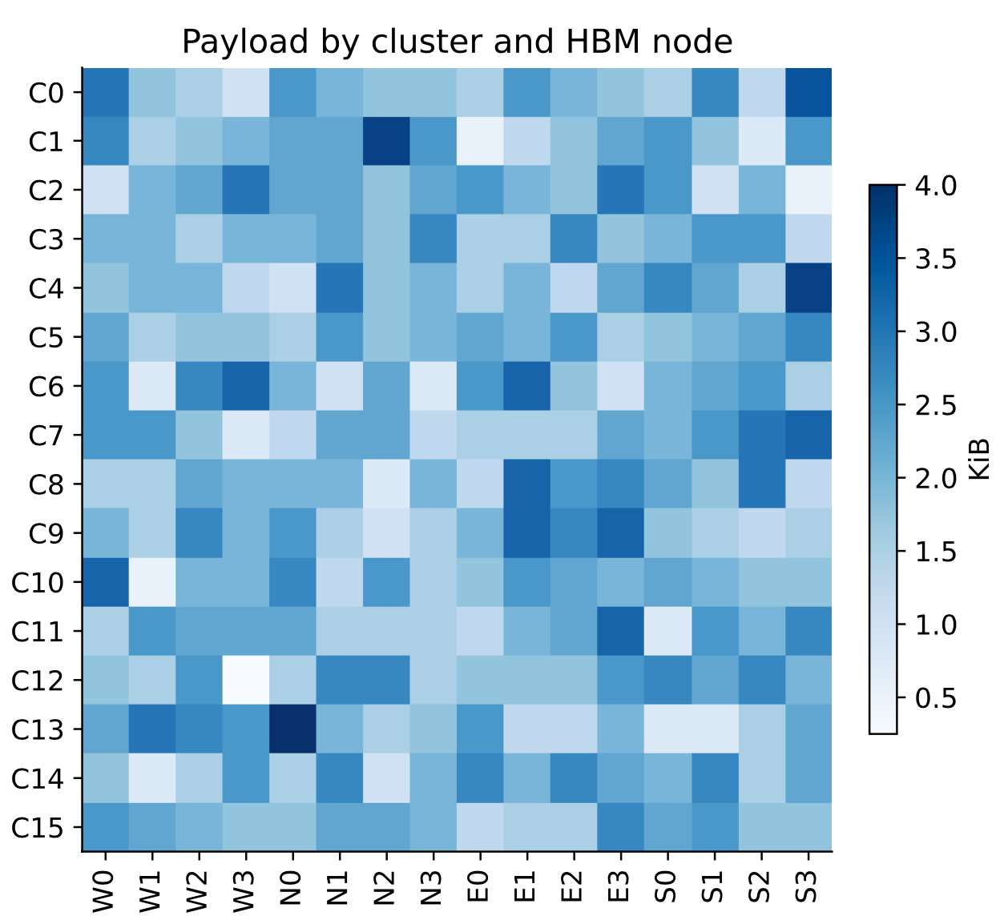 Payload by cluster and HBM node
C0
C1
C2
C3
C4
C5
C6
C7
C8
C9
C10
C11
C12
C13
C14
C15
W0 W1 W2 W3 N0 N1 N2 N3 E0 E1 E2 E3 S0 S1 S2 S3
4.0
3.5
3.0
2.5
2.0
1.5
1.0
0.5
KiB